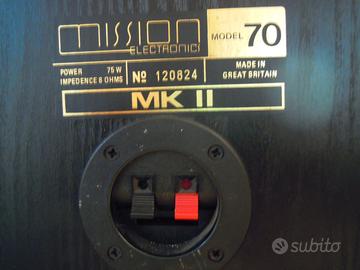 mission
ELECTRONICS
MODEL 70
POWER 75 W
IMPEDENCE 8 OHMS
Nº 120824
MADE IN
GREAT BRITAIN
MK II
subito